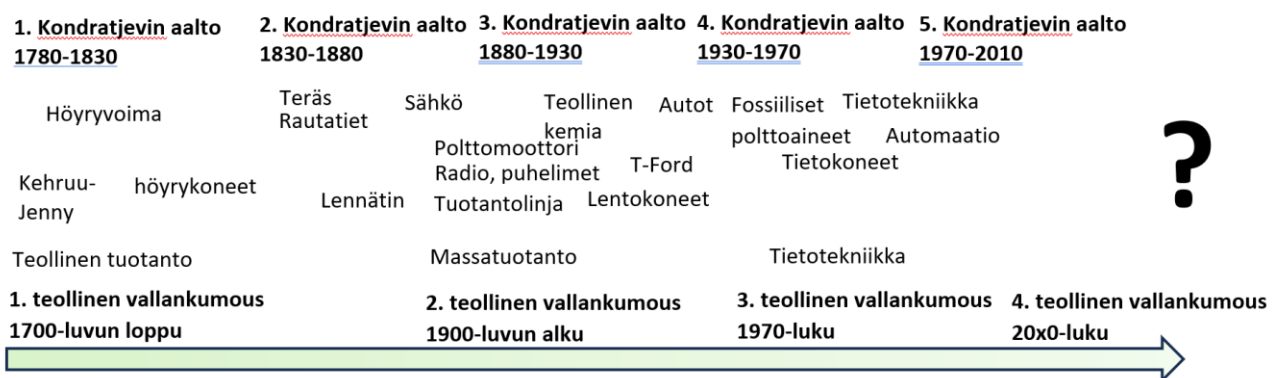 1. Kondratjevin aalto
1780-1830
2. Kondratjevin aalto
1830-1880
3. Kondratjevin aalto
1880-1930
4. Kondratjevin aalto
1930-1970
5. Kondratjevin aalto
1970-2010
Höyryvoima
Teräs
Rautatiet
Sähkö
Teollinen
kemia
Autot
Fossiiliset
polttoaineet
Tietotekniikka
Automaatio
Tietokoneet
?
Polttomoottori
Radio, puhelimet
T-Ford
Kehruu-
Jenny
höyrykoneet
Lennätin
Tuotantolinja
Lentokoneet
Teollinen tuotanto
Massatuotanto
Tietotekniikka
1. teollinen vallankumous
1700-luvun loppu
2. teollinen vallankumous
1900-luvun alku
3. teollinen vallankumous
1970-luku
4. teollinen vallankumous
20x0-luku